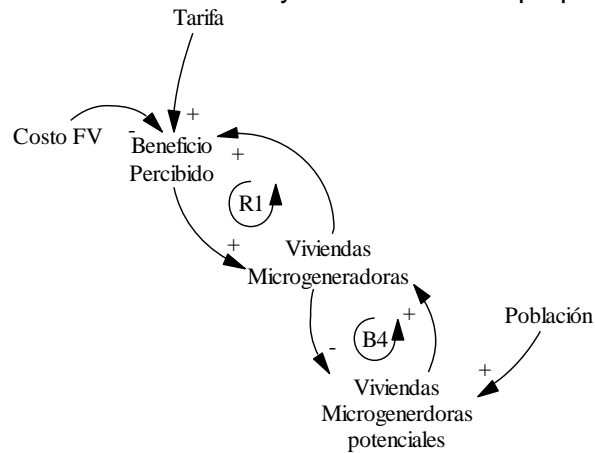 Tarifa
+
Costo FV
-
Beneficio
Percibido
+
R1
+
Viviendas
Microgeneradoras
B4
+
-
Población
+
Viviendas
Microgenerdoras
potenciales